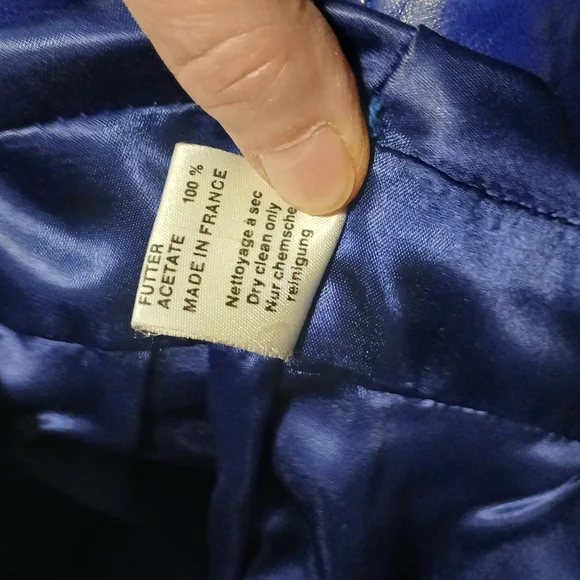 FUTTER
ACETATE 100 %
MADE IN FRANCE
Nettoyage à sec
Dry clean only
Nur chemsche
reinigung